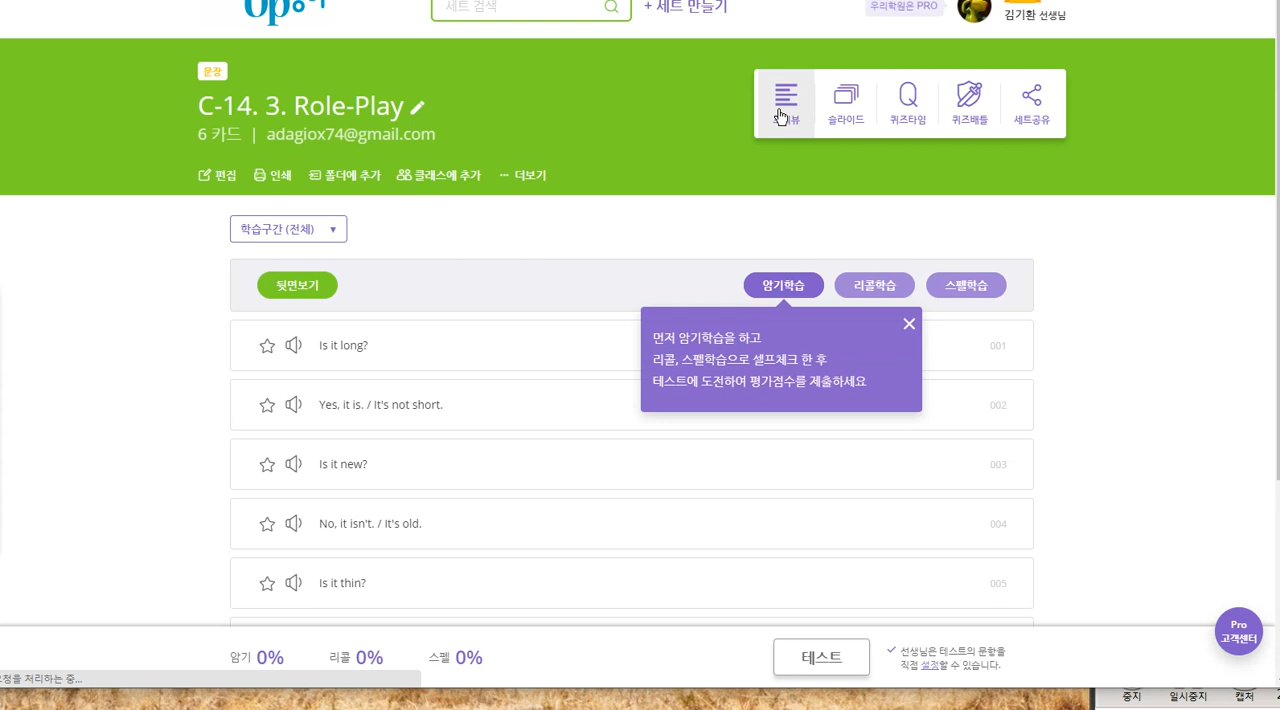 세트 검색
+ 세트 만들기
우리학원은 PRO
김기환 선생님
문장
C-14. 3. Role-Play
6 카드 | adagiox74@gmail.com
슬라이드
퀴즈타임
퀴즈배틀
세트공유
편집
인쇄
폴더에 추가
클래스에 추가
··· 더보기
학습구간 (전체) ▼
뒷면보기
암기학습
리콜학습
스펠학습
먼저 암기학습을 하고
리콜, 스펠학습으로 셀프체크 한 후
테스트에 도전하여 평가점수를 제출하세요
Is it long?
001
Yes, it is. / It's not short.
002
Is it new?
003
No, it isn't. / It's old.
004
Is it thin?
005
Pro
고객센터
암기 0%
리콜 0%
스펠 0%
테스트
선생님은 테스트의 문항을
직접 설정할 수 있습니다.
처리하는 중...
중지
일시중지
캡처